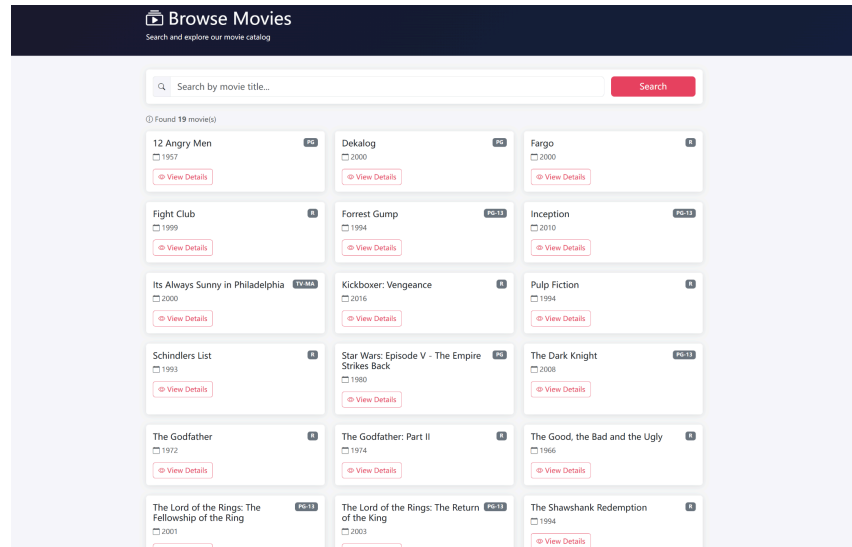 Browse Movies
Search and explore our movie catalog
Search by movie title...
Search
Found 19 movie(s)
12 Angry Men PG
1957
View Details
Dekalog PG
2000
View Details
Fargo R
2000
View Details
Fight Club R
1999
View Details
Forrest Gump PG-13
1994
View Details
Inception PG-13
2010
View Details
Its Always Sunny in Philadelphia TV-MA
2000
View Details
Kickboxer: Vengeance R
2016
View Details
Pulp Fiction R
1994
View Details
Schindlers List R
1993
View Details
Star Wars: Episode V - The Empire PG
Strikes Back
1980
View Details
The Dark Knight PG-13
2008
View Details
The Godfather R
1972
View Details
The Godfather: Part II R
1974
View Details
The Good, the Bad and the Ugly R
1966
View Details
The Lord of the Rings: The PG-13
Fellowship of the Ring
2001
The Lord of the Rings: The Return PG-13
of the King
2003
The Shawshank Redemption R
1994
View Details